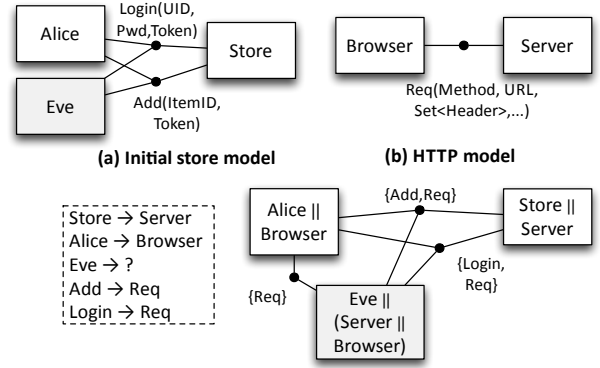 Login(UID,
Pwd,Token)
Alice
Store
Eve
Add(ItemID,
Token)
(a) Initial store model
Browser
Server
Req(Method, URL,
Set<Header>,...)
(b) HTTP model
Store → Server
Alice → Browser
Eve → ?
Add → Req
Login → Req
Alice ||
Browser
{Add,Req}
Store ||
Server
{Login,
Req}
{Req}
Eve ||
(Server ||
Browser)